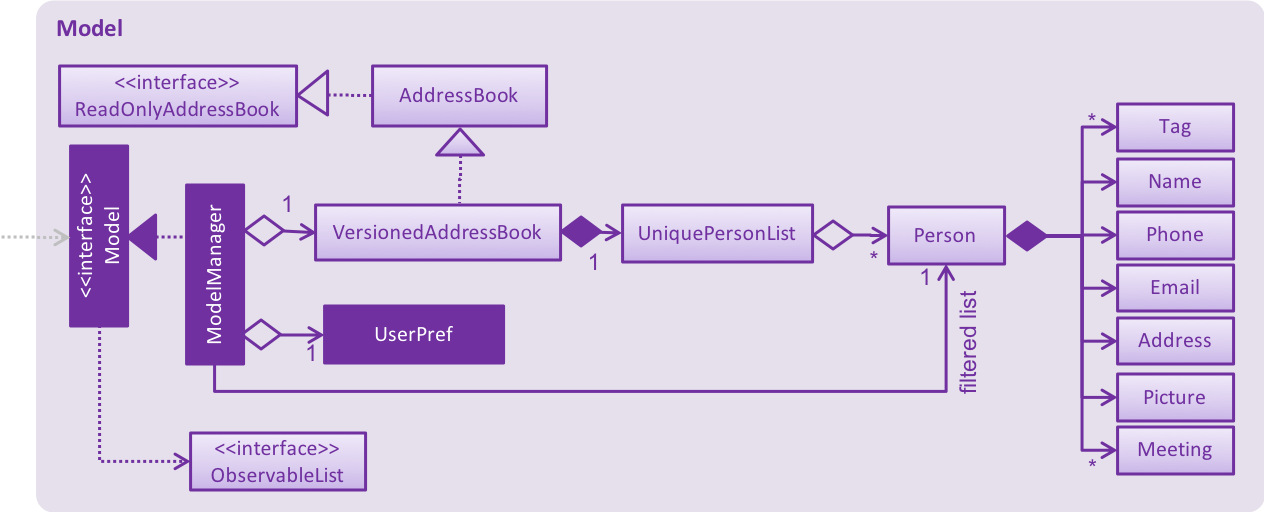 Model
<<interface>>
ReadOnlyAddressBook
AddressBook
Tag
*
Name
<<interface>>
Model
ModelManager
1
VersionedAddressBook
1
UniquePersonList
*
Person
1
Phone
Email
UserPref
1
filtered list
Address
Picture
Meeting
*
<<interface>>
ObservableList